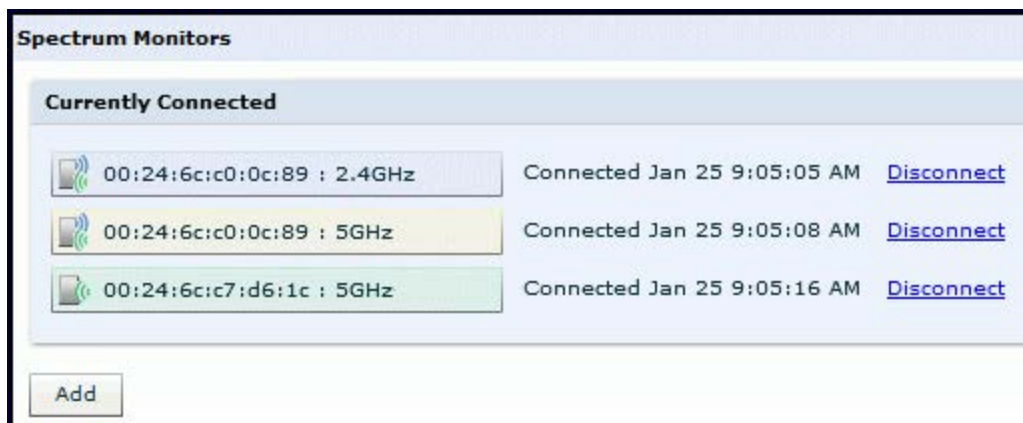 Spectrum Monitors
Currently Connected
00:24:6c:c0:0c:89 : 2.4GHz Connected Jan 25 9:05:05 AM Disconnect
00:24:6c:c0:0c:89 : 5GHz Connected Jan 25 9:05:08 AM Disconnect
00:24:6c:c7:d6:1c : 5GHz Connected Jan 25 9:05:16 AM Disconnect
Add